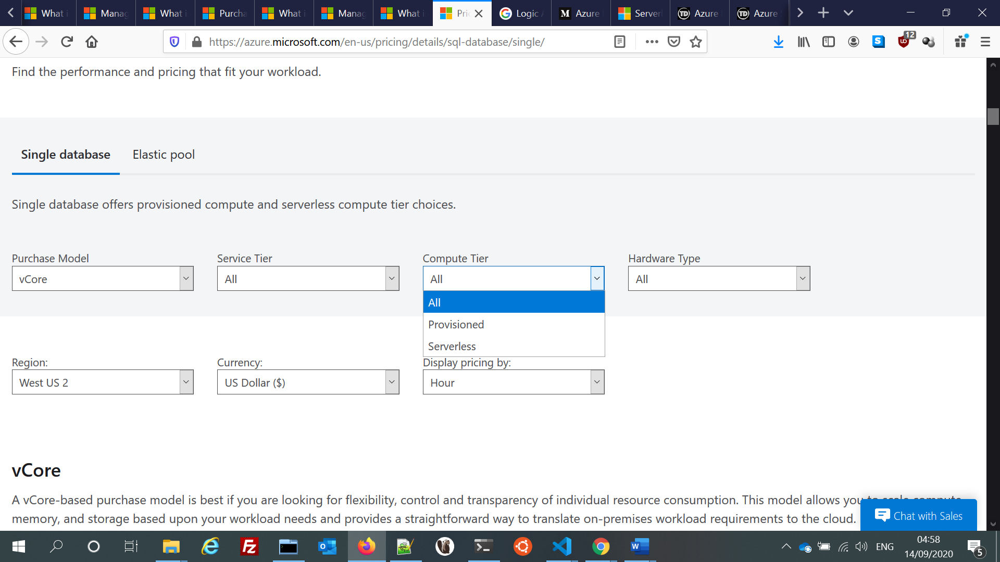 What i
Manag
What i
Purcha
What i
Manag
What i
Pric
Logic A
Azure
Server
Azure
Azure
https://azure.microsoft.com/en-us/pricing/details/sql-database/single/
12
Find the performance and pricing that fit your workload.
Single database
Elastic pool
Single database offers provisioned compute and serverless compute tier choices.
Purchase Model
Service Tier
Compute Tier
Hardware Type
vCore
All
All
All
All
Provisioned
Serverless
Region:
Currency:
Display pricing by:
West US 2
US Dollar ($)
Hour
vCore
A vCore-based purchase model is best if you are looking for flexibility, control and transparency of individual resource consumption. This model allows you to scale compute
memory, and storage based upon your workload needs and provides a straightforward way to translate on-premises workload requirements to the cloud.
Chat with Sales
ENG
04:58
14/09/2020
5